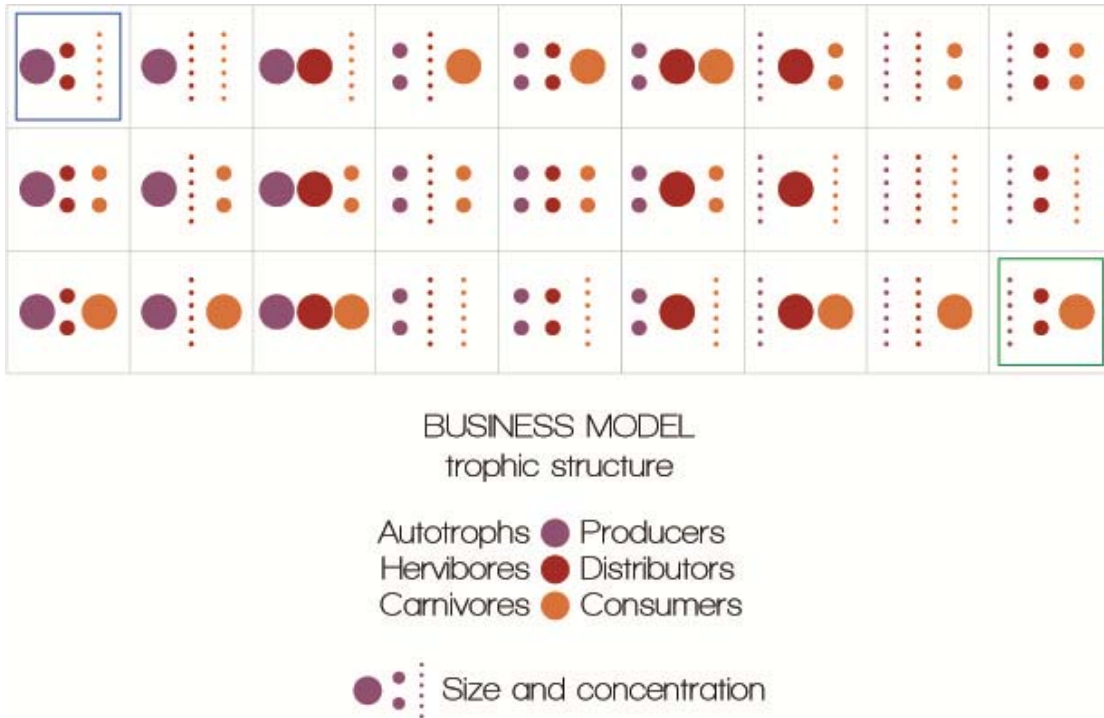 BUSINESS MODEL
trophic structure
Autotrophs Producers
Hervibores Distributors
Carnivores Consumers
Size and concentration